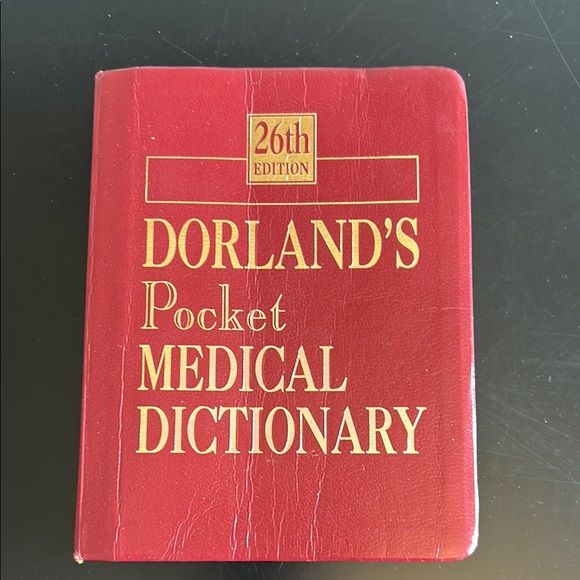 26th
EDITION
DORLAND'S
Pocket
MEDICAL
DICTIONARY